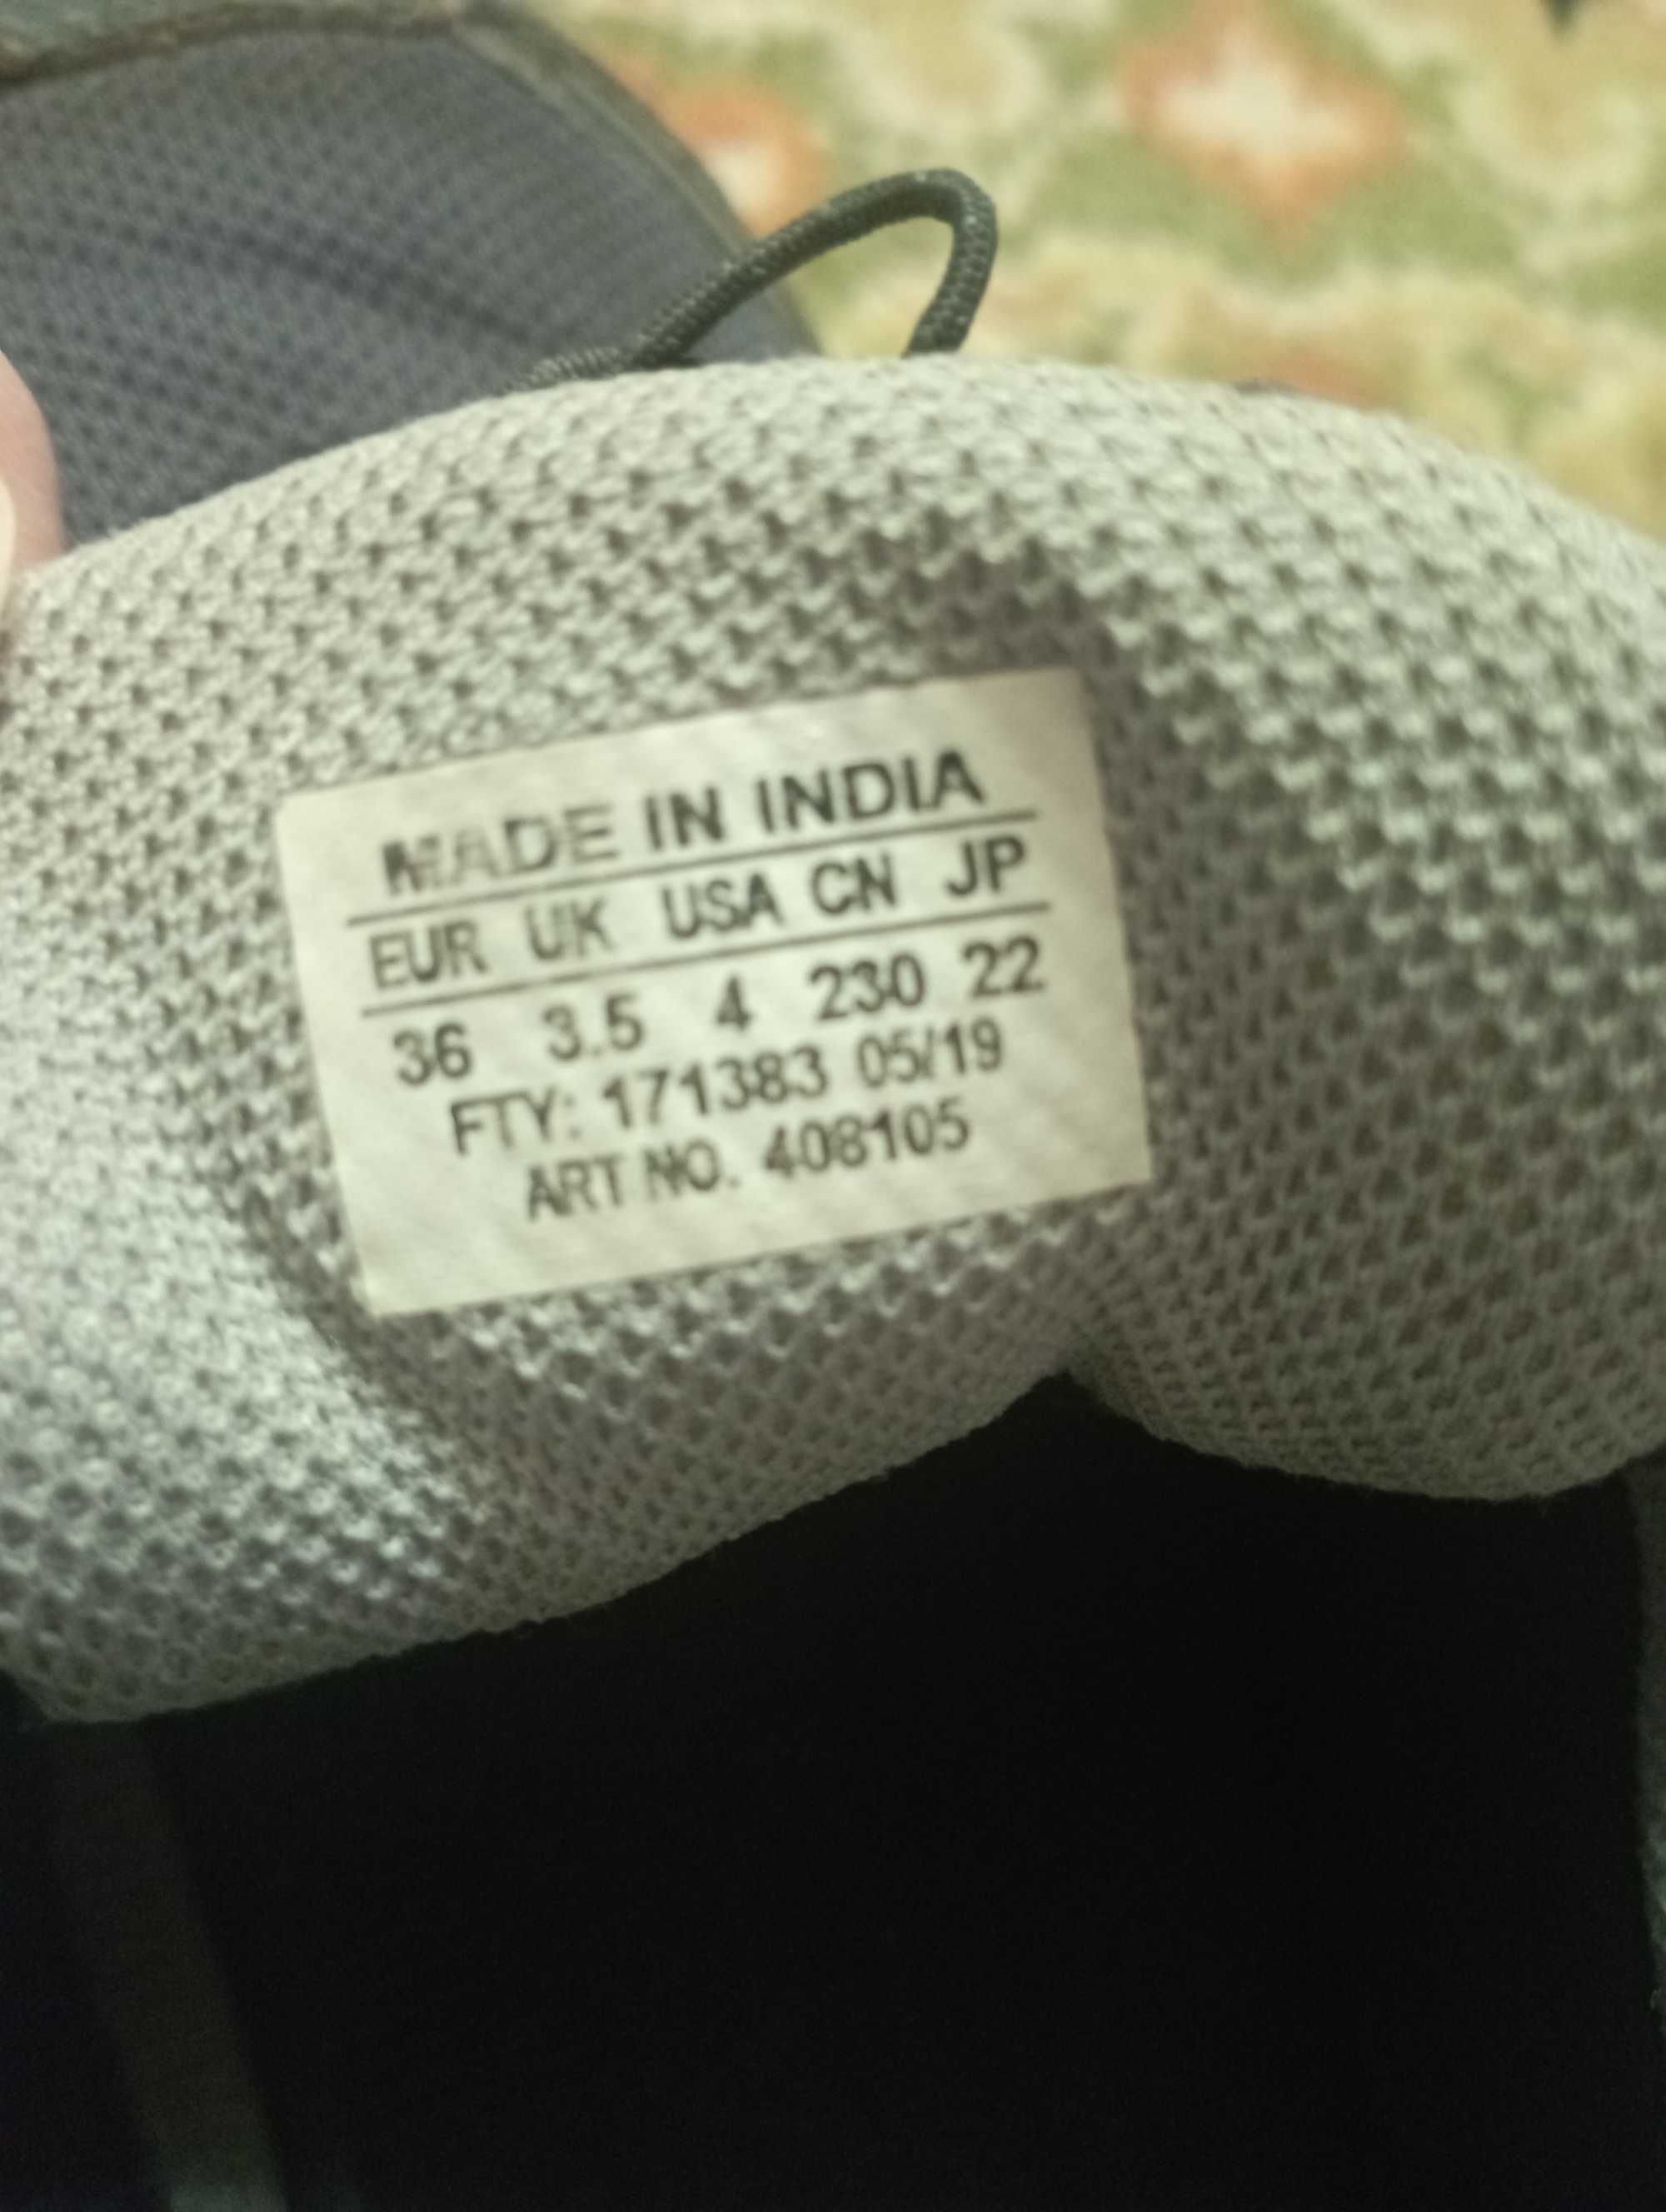 MADE IN INDIA
EUR UK USA CN JP
36 3.5 4 230 22
FTY: 171383 05/19
ART NO. 408105